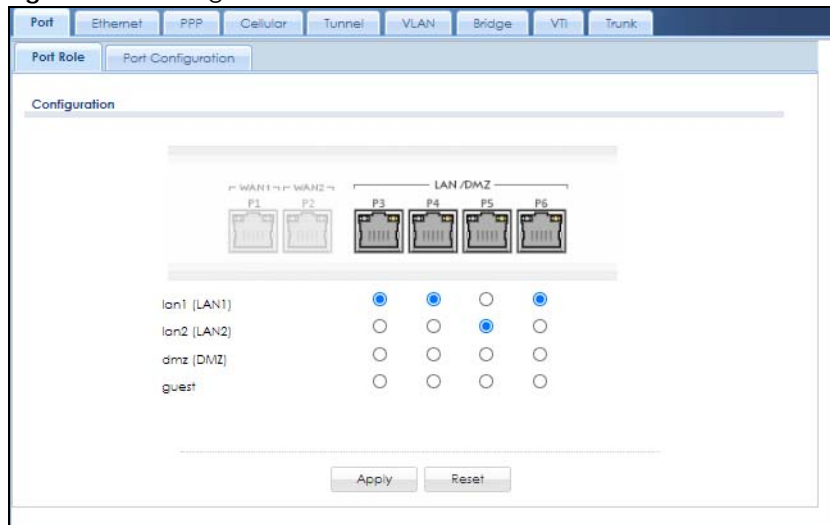 Port Ethernet PPP Cellular Tunnel VLAN Bridge VTI Trunk
Port Role Port Configuration
Configuration
WAN1 WAN2 LAN /DMZ
P1 P2 P3 P4 P5 P6
lan1 (LAN1)
lan2 (LAN2)
dmz (DMZ)
guest
Apply Reset